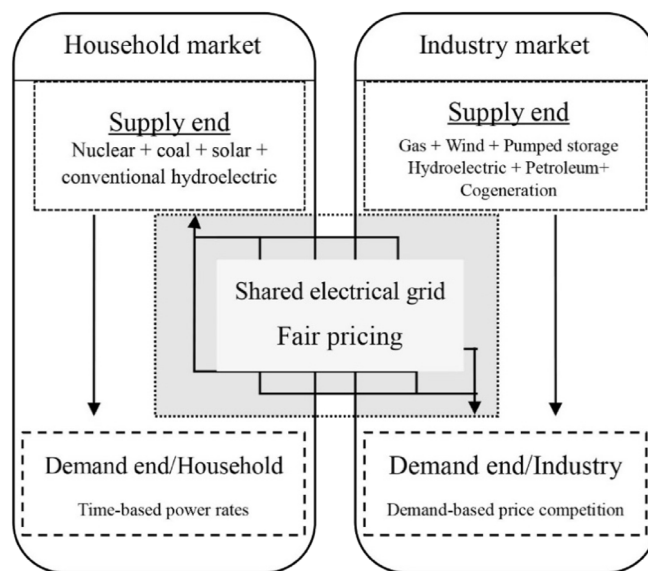 Household market
Industry market
Supply end
Nuclear + coal + solar +
conventional hydroelectric
Supply end
Gas + Wind + Pumped storage
Hydroelectric + Petroleum+
Cogeneration
Shared electrical grid
Fair pricing
Demand end/Household
Time-based power rates
Demand end/Industry
Demand-based price competition